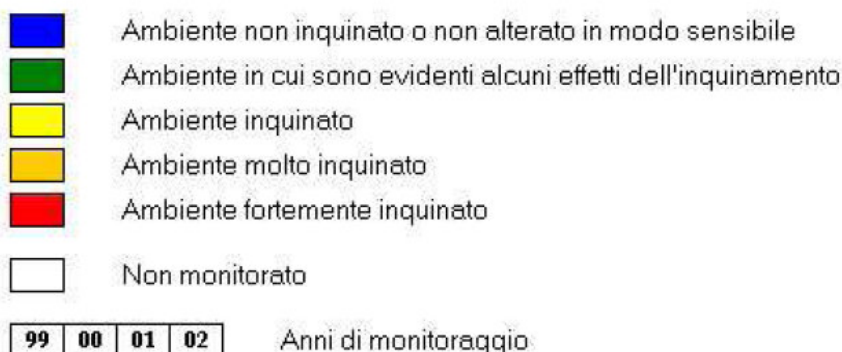 Ambiente non inquinato o non alterato in modo sensibile
Ambiente in cui sono evidenti alcuni effetti dell'inquinamento
Ambiente inquinato
Ambiente molto inquinato
Ambiente fortemente inquinato
Non monitorato
99 00 01 02 Anni di monitoraggio